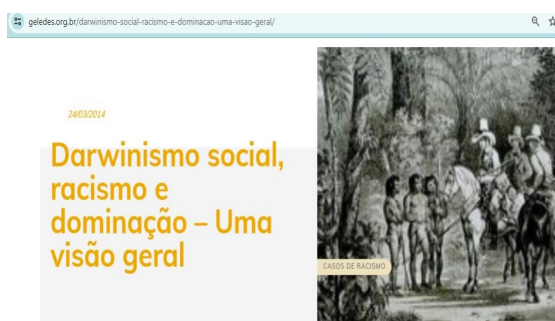 geledes.org.br/darwinismo-social-racismo-e-dominacao-uma-visao-geral/
24/03/2014
Darwinismo social,
racismo e
dominação – Uma
visão geral
CASOS DE RACISMO